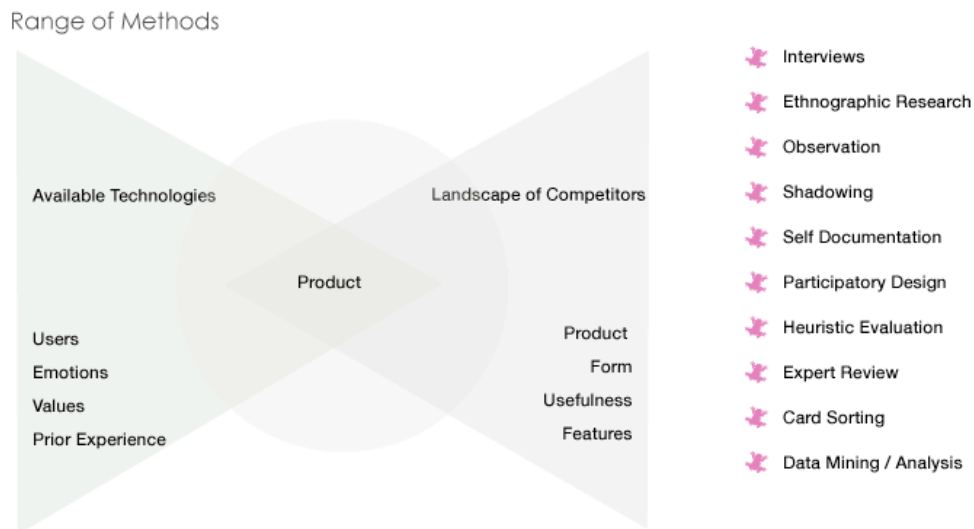 Range of Methods
Available Technologies
Landscape of Competitors
Product
Users
Emotions
Values
Prior Experience
Product
Form
Usefulness
Features
Interviews
Ethnographic Research
Observation
Shadowing
Self Documentation
Participatory Design
Heuristic Evaluation
Expert Review
Card Sorting
Data Mining / Analysis